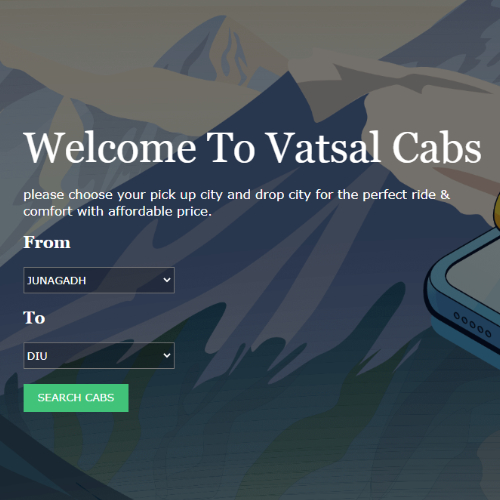 Welcome To Vatsal Cabs
please choose your pick up city and drop city for the perfect ride &
comfort with affordable price.
From
JUNAGADH
To
DIU
SEARCH CABS